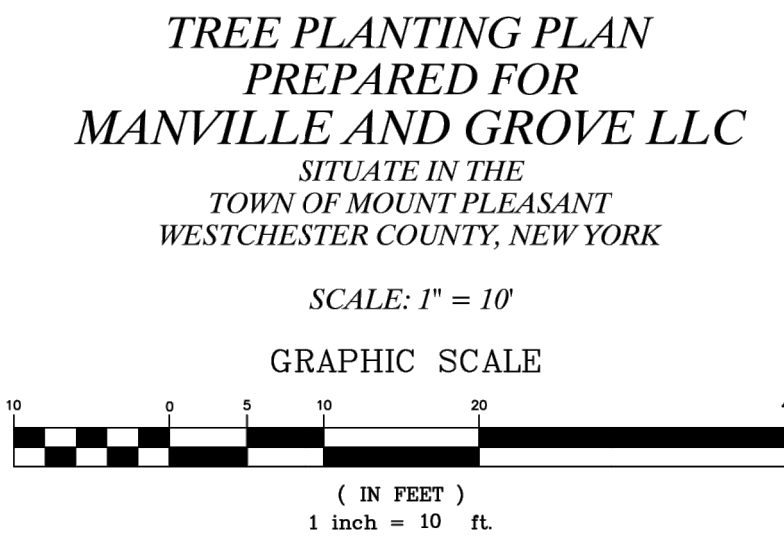 TREE PLANTING PLAN
PREPARED FOR
MANVILLE AND GROVE LLC
SITUATE IN THE
TOWN OF MOUNT PLEASANT
WESTCHESTER COUNTY, NEW YORK
SCALE: 1" = 10'
GRAPHIC SCALE
10 0 5 10 20
( IN FEET )
1 inch = 10 ft.